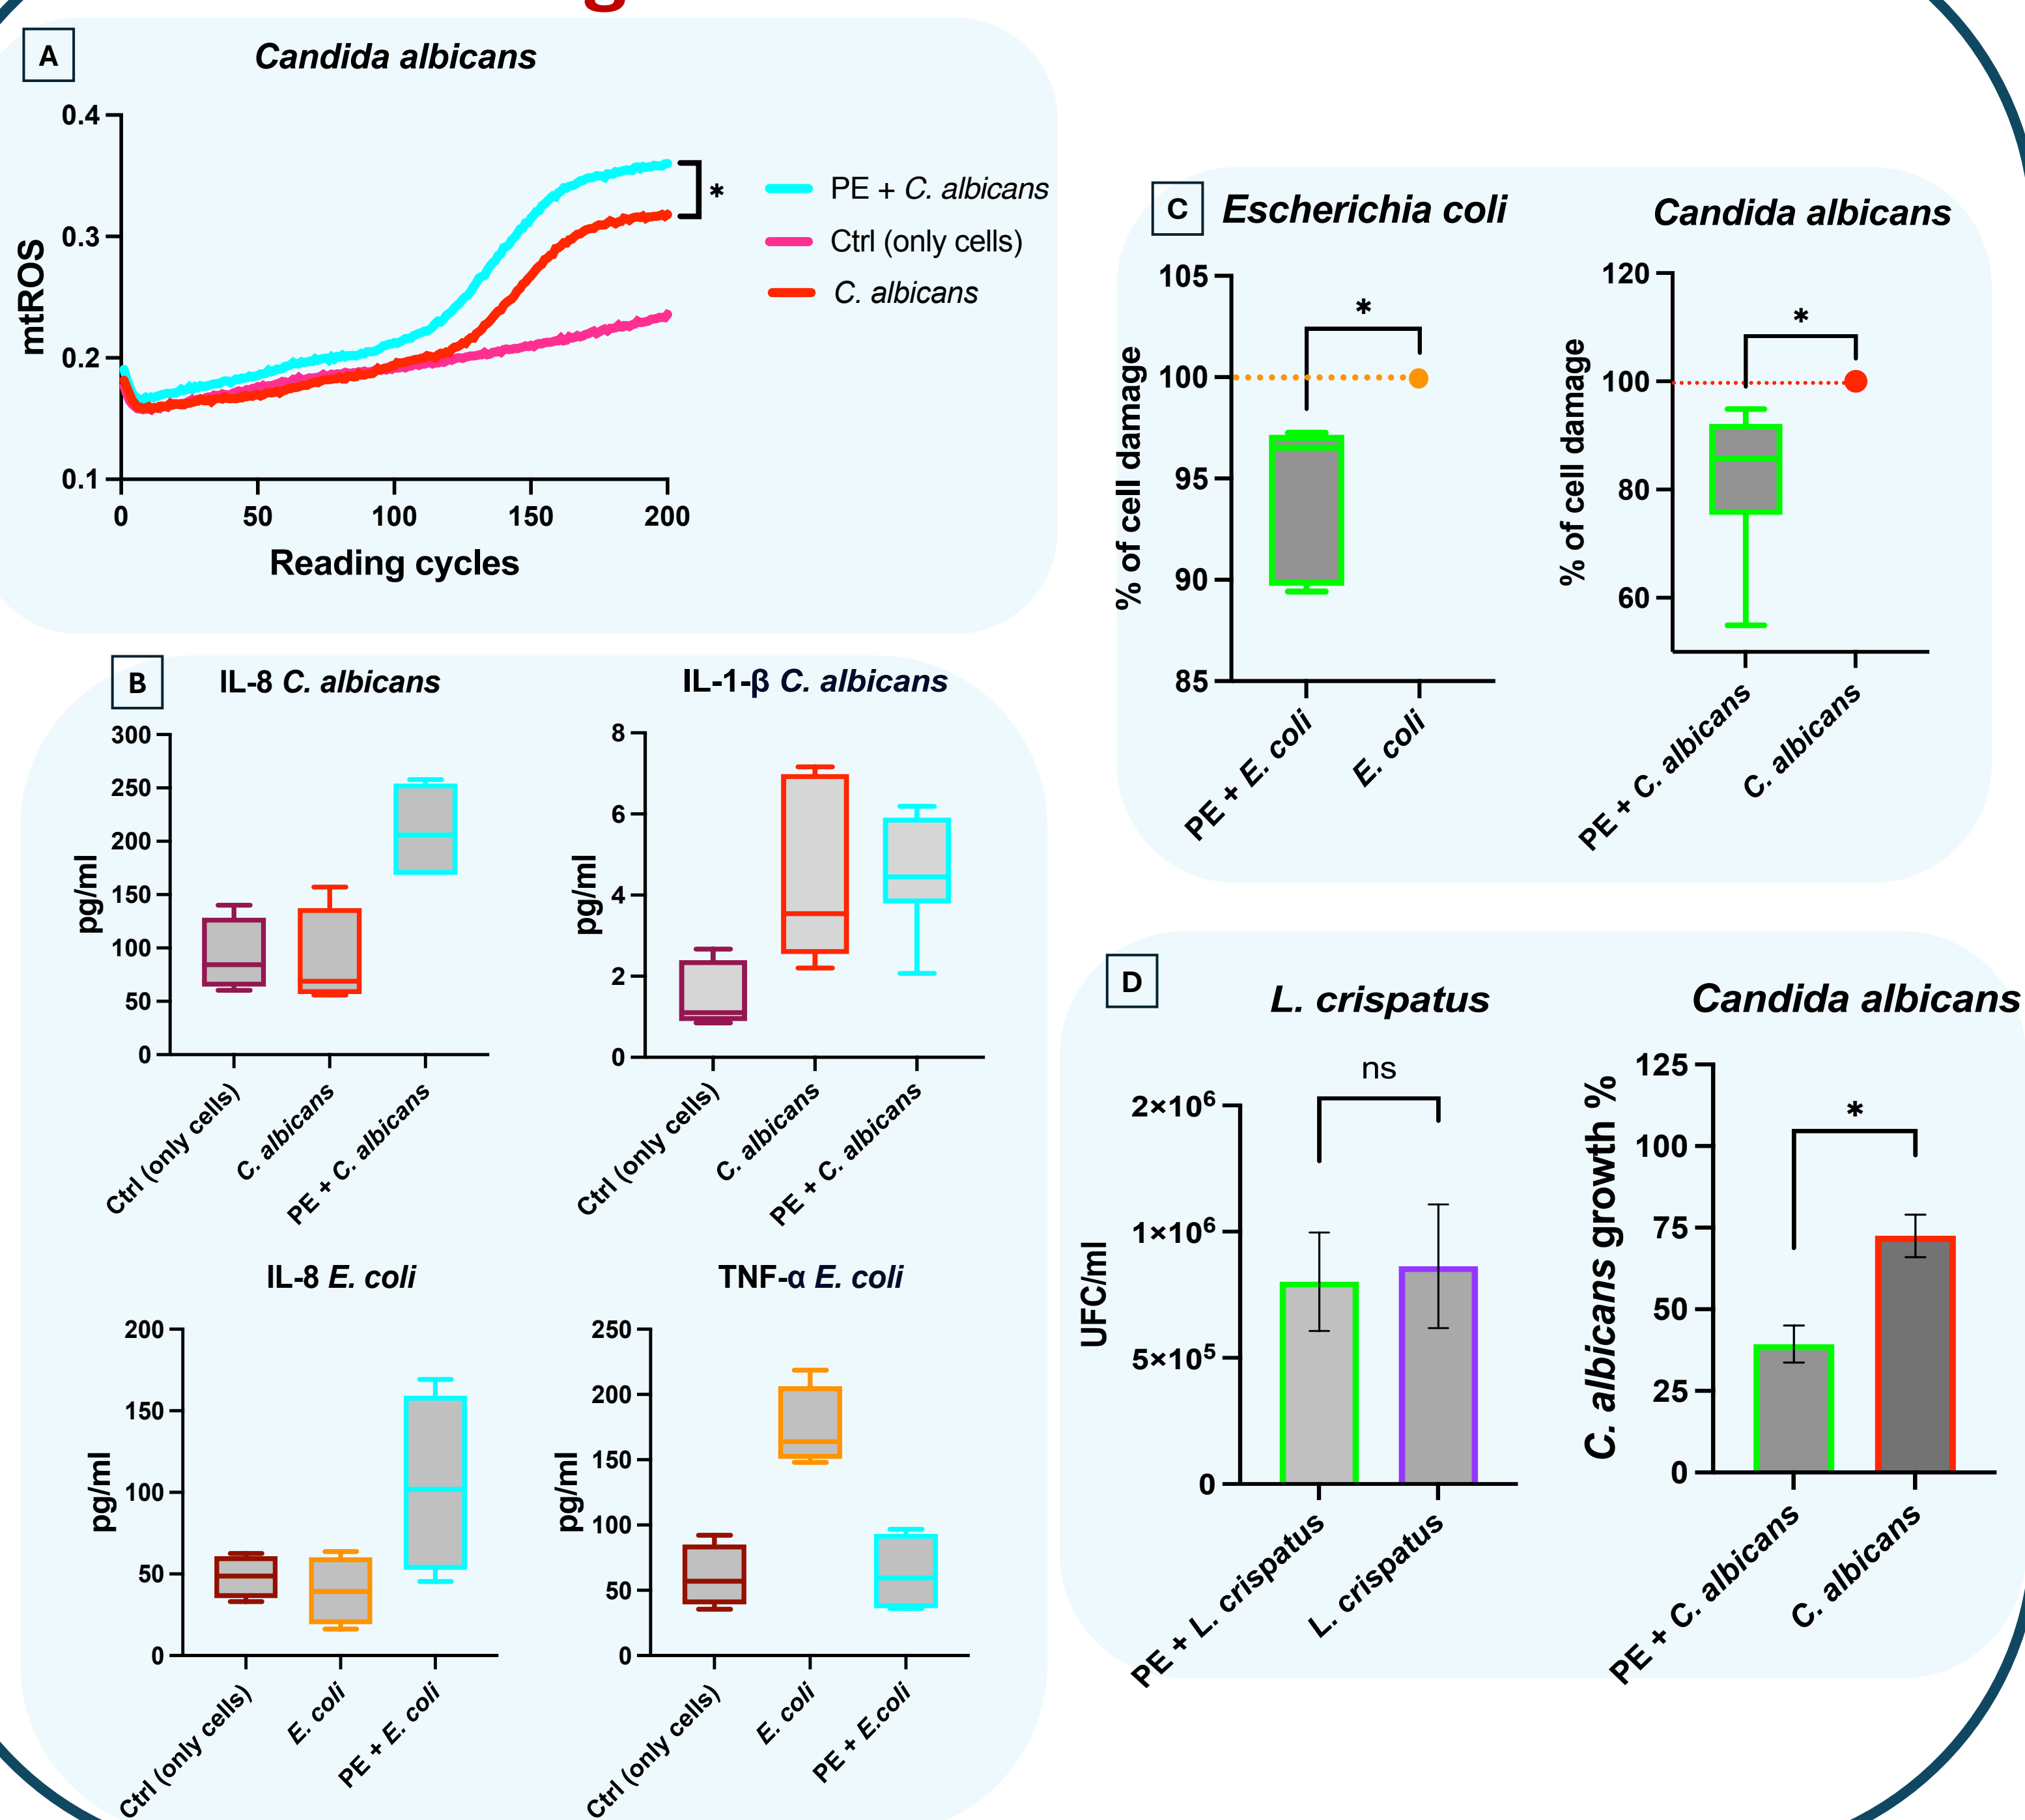 g
A
Candida albicans
0.4
0.3
0.2
0.1
mtROS
0
50
100
150
200
Reading cycles
*
PE + C. albicans
Ctrl (only cells)
C. albicans
B
IL-8 C. albicans
300
250
200
150
100
50
0
pg/ml
Ctrl (only cells)
C. albicans
PE + C. albicans
IL-1-β C. albicans
8
6
4
2
0
pg/ml
Ctrl (only cells)
C. albicans
PE + C. albicans
IL-8 E. coli
200
150
100
50
0
pg/ml
Ctrl (only cells)
E. coli
PE + E. coli
TNF-α E. coli
250
200
150
100
50
0
pg/ml
Ctrl (only cells)
E. coli
PE + E.coli
C
Escherichia coli
105
100
95
90
85
% of cell damage
*
PE + E. coli
E. coli
Candida albicans
120
100
80
60
% of cell damage
*
PE + C. albicans
C. albicans
D
L. crispatus
ns
2×10⁶
1×10⁶
5×10⁵
0
UFC/ml
PE + L. crispatus
L. crispatus
Candida albicans
125
100
75
50
25
0
C. albicans growth %
*
PE + C. albicans
C. albicans